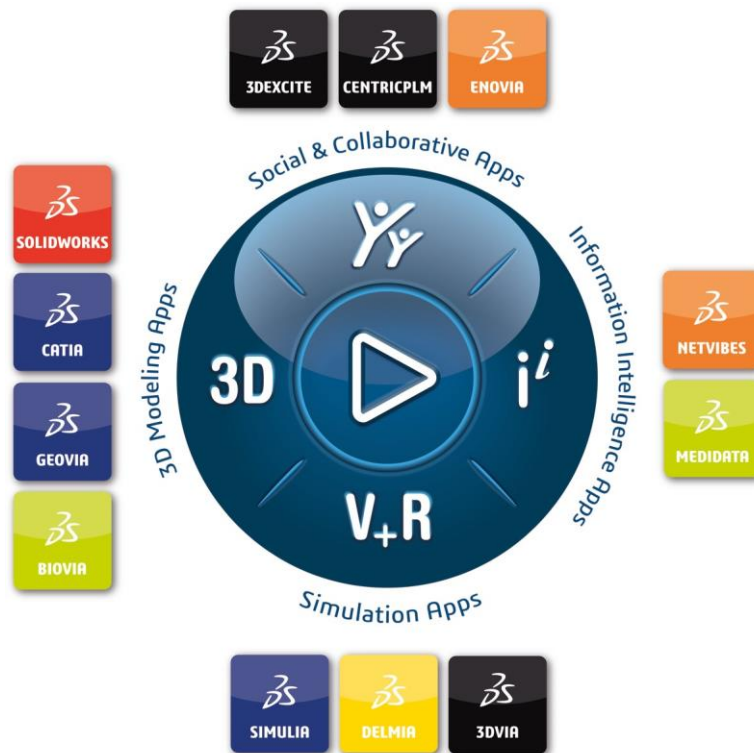 3DEXCITE
CENTRICPLM
ENOVIA
Social & Collaborative Apps
SOLIDWORKS
CATIA
GEOVIA
BIOVIA
3D Modeling Apps
3D
i i
V+R
Information Intelligence Apps
NETVIBES
MEDIDATA
Simulation Apps
SIMULIA
DELMIA
3DVIA